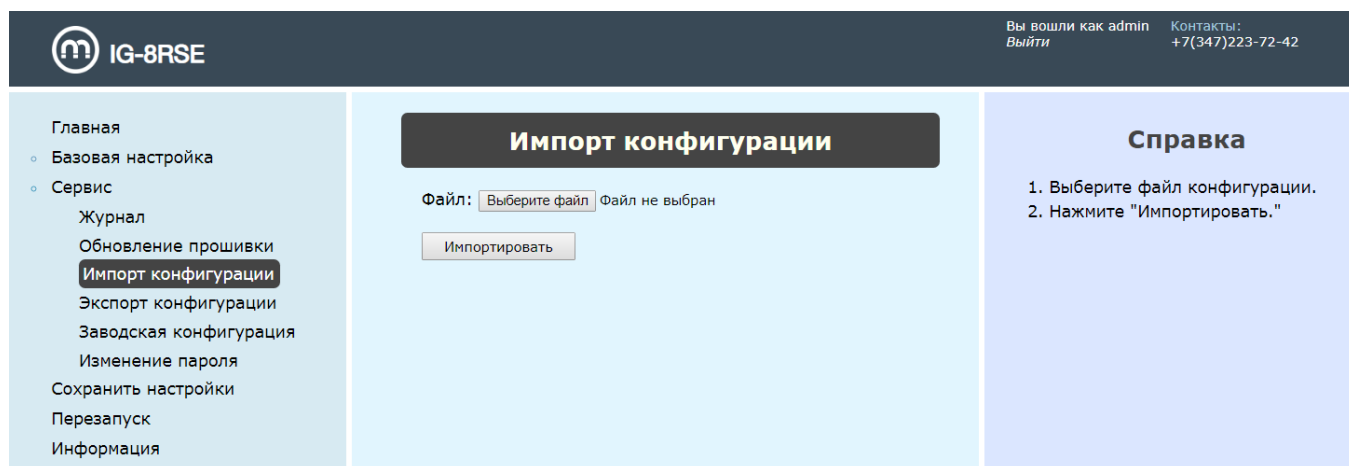 m IG-8RSE
Вы вошли как admin
Выйти
Контакты:
+7(347)223-72-42
Главная
Базовая настройка
Сервис
Журнал
Обновление прошивки
Импорт конфигурации
Экспорт конфигурации
Заводская конфигурация
Изменение пароля
Сохранить настройки
Перезапуск
Информация
Импорт конфигурации
Файл: Выберите файл Файл не выбран
Импортировать
Справка
1. Выберите файл конфигурации.
2. Нажмите "Импортировать."